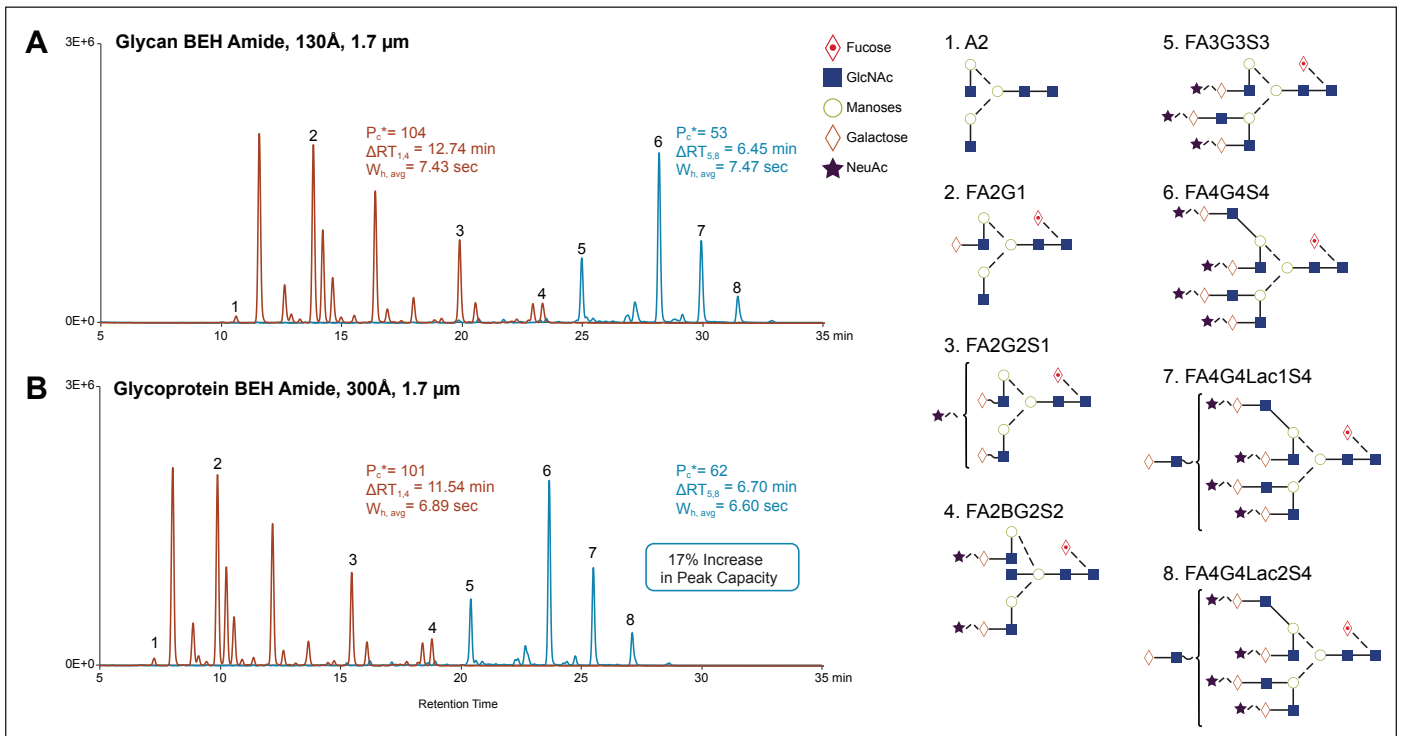 A
Glycan BEH Amide, 130Å, 1.7 µm
3E+6
0E+0
1
2
3
4
5
6
7
8
Pc*= 104
ΔRT1,4 = 12.74 min
Wh, avg = 7.43 sec
Pc*= 53
ΔRT5,8 = 6.45 min
Wh, avg = 7.47 sec
5 10 15 20 25 30 35 min
B
Glycoprotein BEH Amide, 300Å, 1.7 µm
3E+6
0E+0
1
2
3
4
5
6
7
8
Pc*= 101
ΔRT1,4 = 11.54 min
Wh, avg = 6.89 sec
Pc*= 62
ΔRT5,8 = 6.70 min
Wh, avg = 6.60 sec
17% Increase
in Peak Capacity
5 10 15 20 25 30 35 min
Retention Time
Fucose
GlcNAc
Manoses
Galactose
NeuAc
1. A2
2. FA2G1
3. FA2G2S1
4. FA2BG2S2
5. FA3G3S3
6. FA4G4S4
7. FA4G4Lac1S4
8. FA4G4Lac2S4